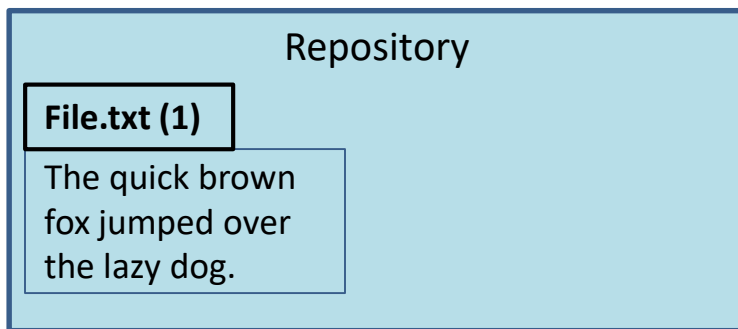 Repository
File.txt (1)
The quick brown
fox jumped over
the lazy dog.